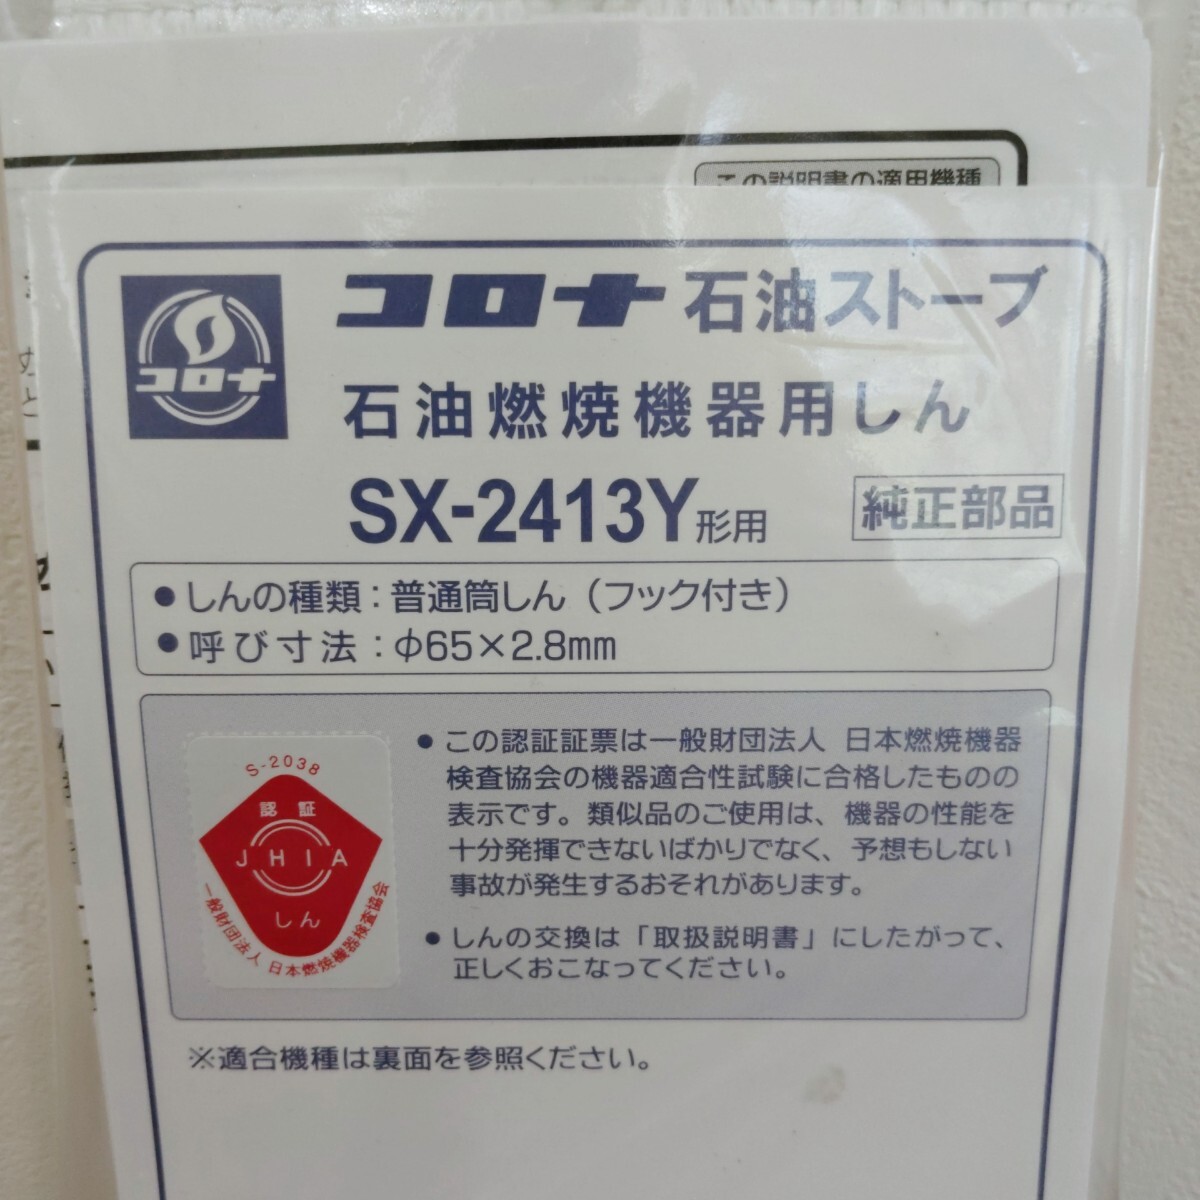 この説明書の適用機種
コロナ 石油ストーブ
コロナ
石油燃焼機器用しん
SX-2413Y形用
純正部品
●しんの種類：普通筒しん（フック付き）
●呼び寸法：φ65×2.8mm
●この認証証票は一般財団法人 日本燃焼機器
検査協会の機器適合性試験に合格したものの
表示です。類似品のご使用は、機器の性能を
十分発揮できないばかりでなく、予想もしない
事故が発生するおそれがあります。
●しんの交換は「取扱説明書」にしたがって、
正しくおこなってください。
S-2038
認証
JHIA
しん
一般財団法人 日本燃焼機器検査協会
※適合機種は裏面を参照ください。